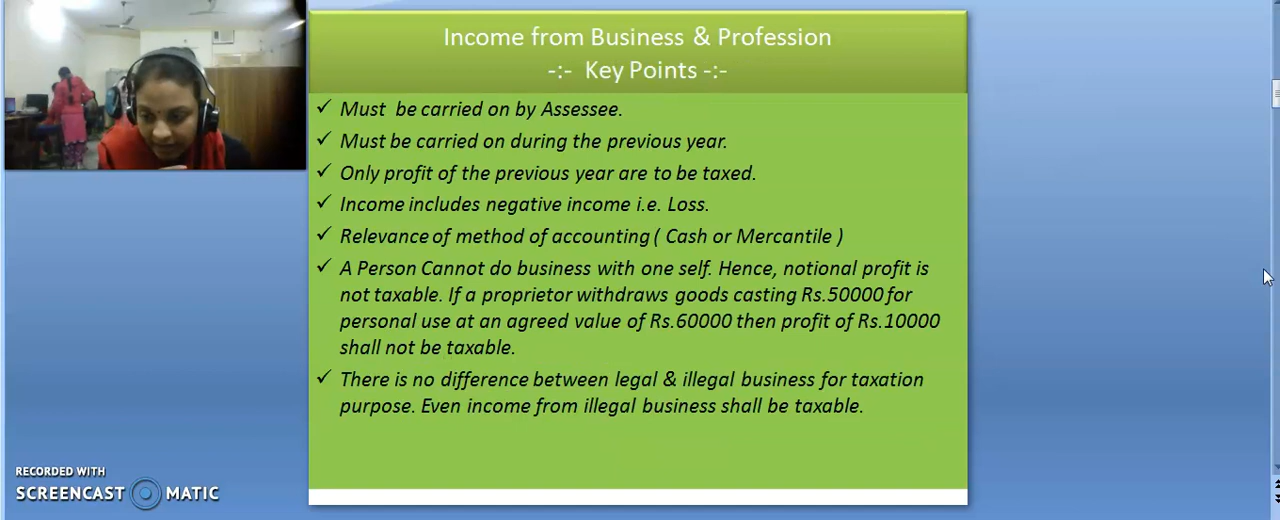 Income from Business & Profession
-:- Key Points -:-
✓ Must be carried on by Assessee.
✓ Must be carried on during the previous year.
✓ Only profit of the previous year are to be taxed.
✓ Income includes negative income i.e. Loss.
✓ Relevance of method of accounting ( Cash or Mercantile )
✓ A Person Cannot do business with one self. Hence, notional profit is
not taxable. If a proprietor withdraws goods casting Rs.50000 for
personal use at an agreed value of Rs.60000 then profit of Rs.10000
shall not be taxable.
✓ There is no difference between legal & illegal business for taxation
purpose. Even income from illegal business shall be taxable.
RECORDED WITH
SCREENCAST MATIC